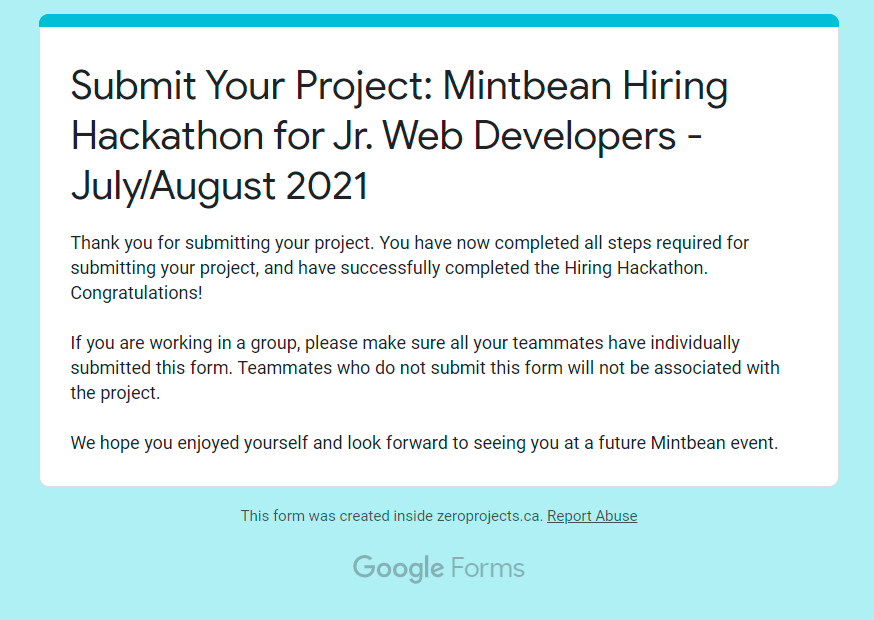 Submit Your Project: Mintbean Hiring
Hackathon for Jr. Web Developers -
July/August 2021
Thank you for submitting your project. You have now completed all steps required for
submitting your project, and have successfully completed the Hiring Hackathon.
Congratulations!
If you are working in a group, please make sure all your teammates have individually
submitted this form. Teammates who do not submit this form will not be associated with
the project.
We hope you enjoyed yourself and look forward to seeing you at a future Mintbean event.
This form was created inside zeroprojects.ca. Report Abuse
Google Forms